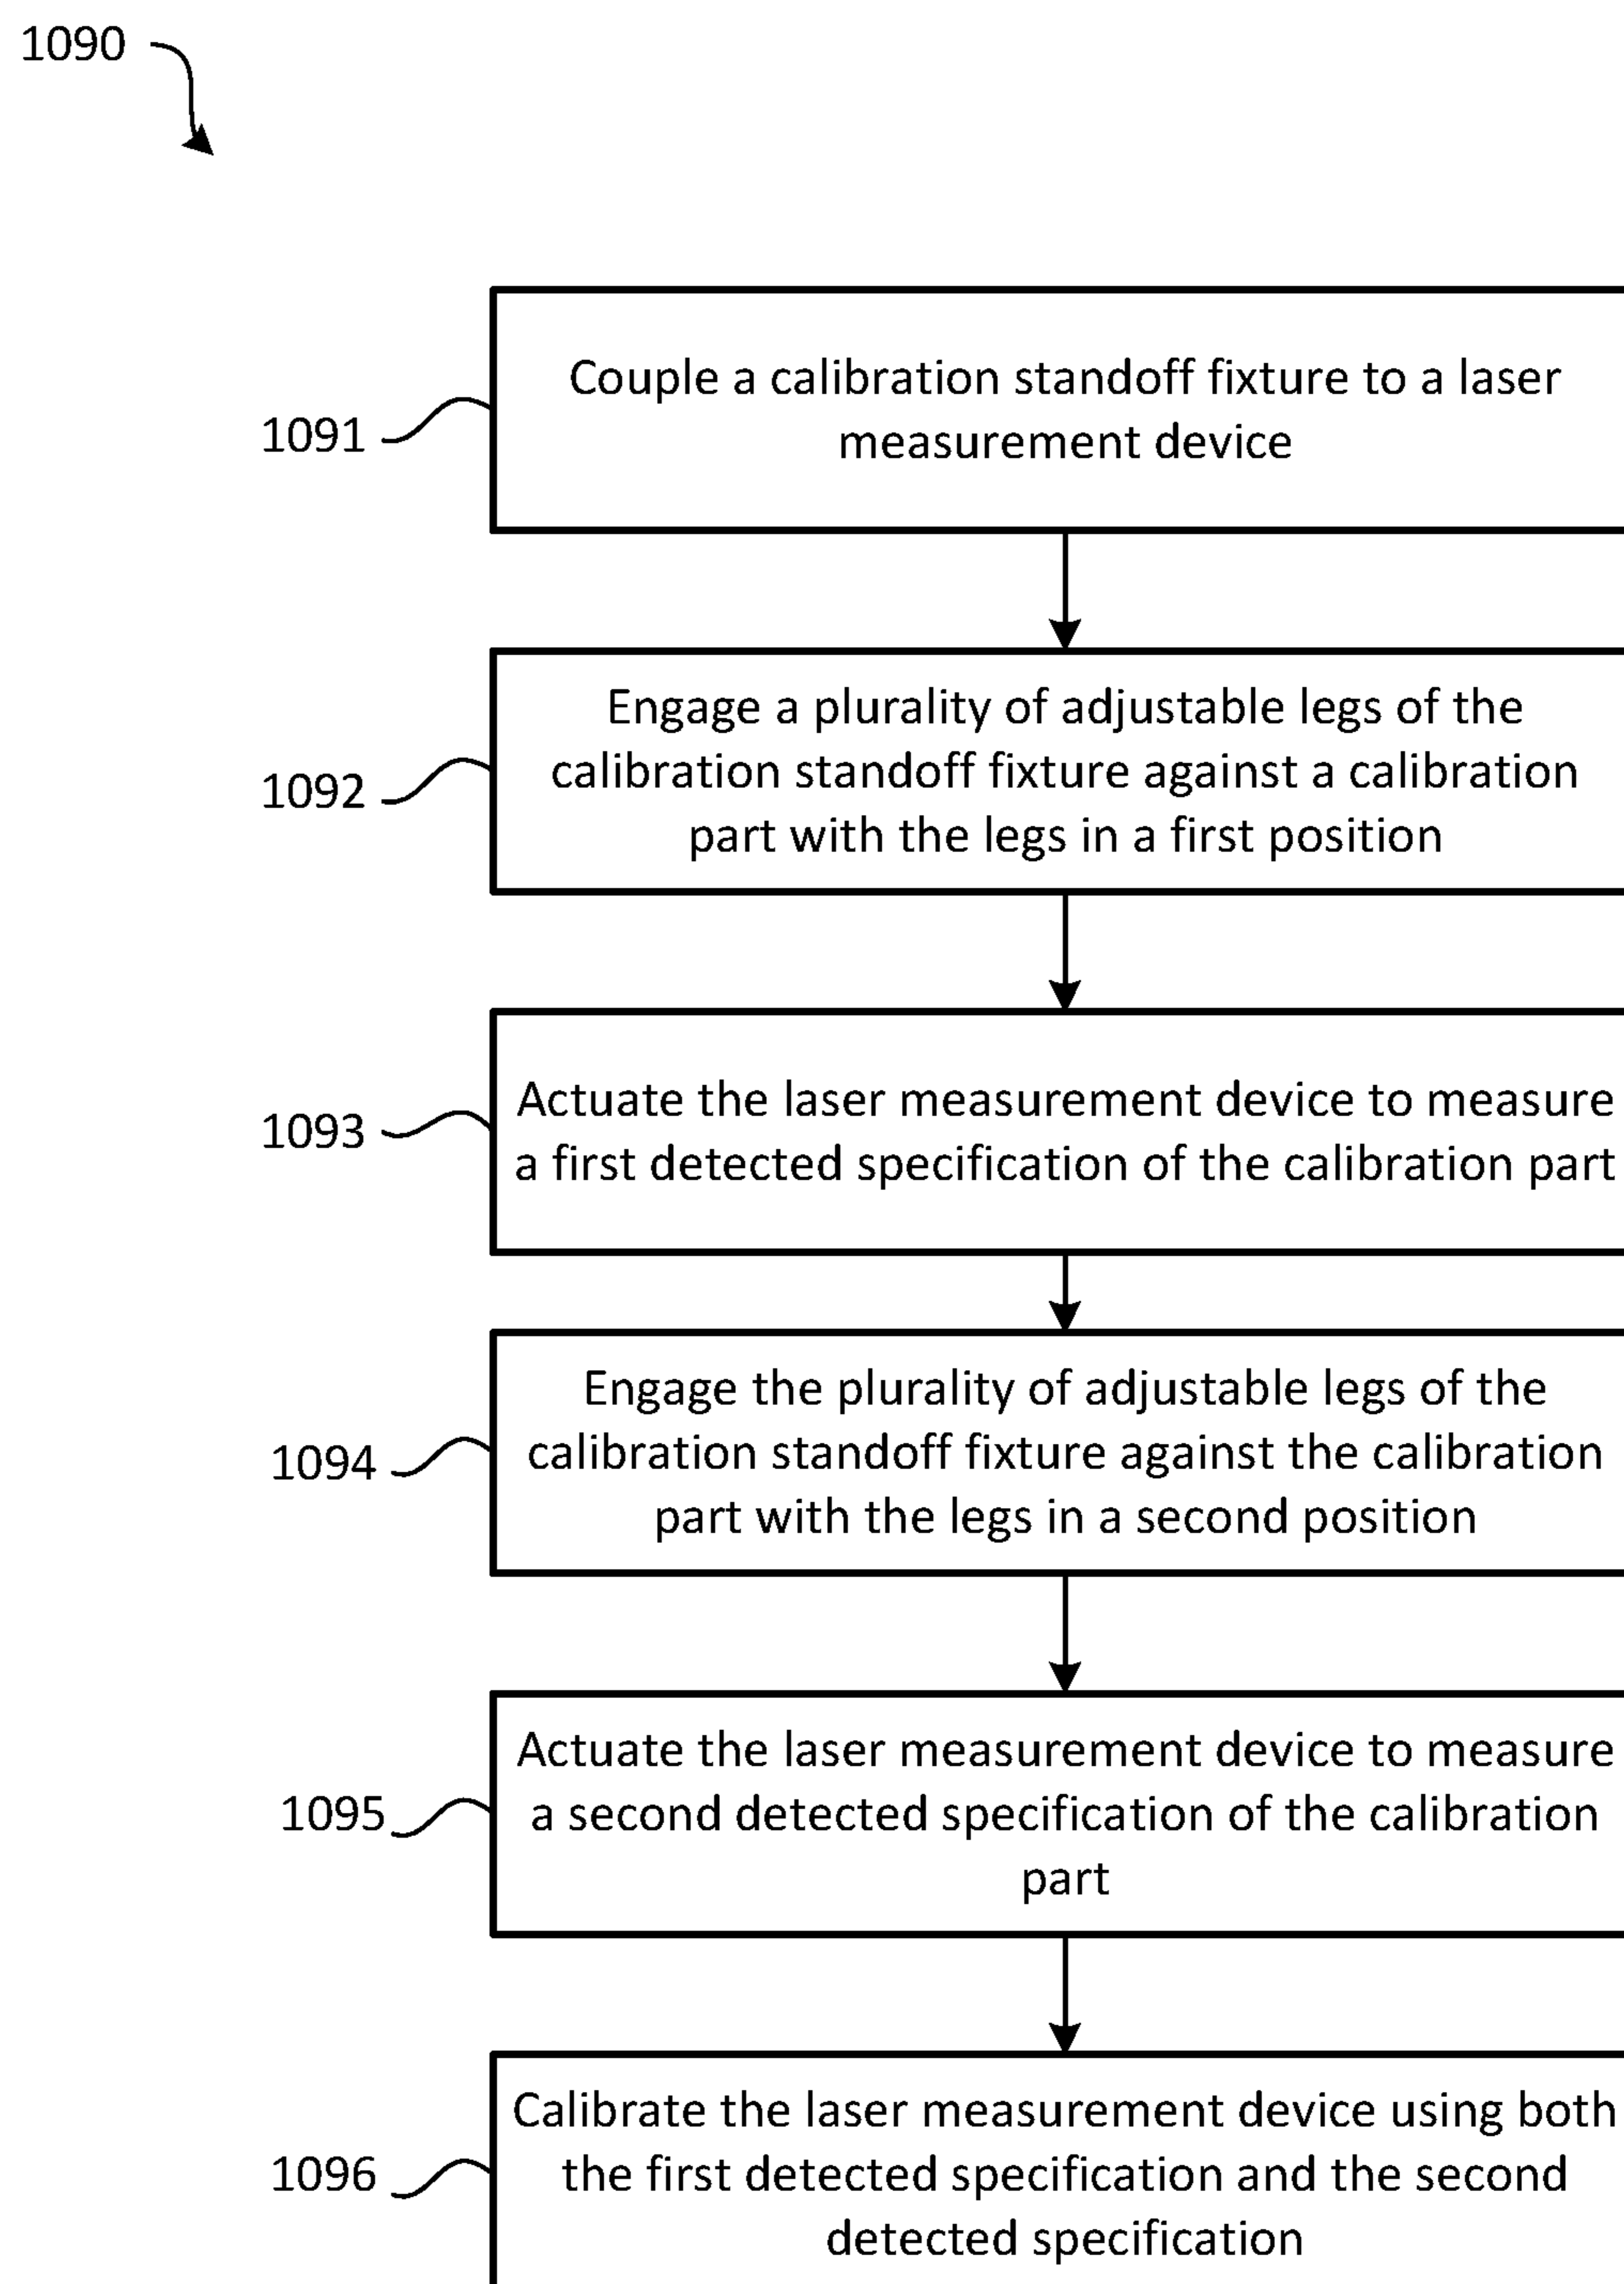 1090
Couple a calibration standoff fixture to a laser
measurement device
1091
Engage a plurality of adjustable legs of the
calibration standoff fixture against a calibration
part with the legs in a first position
1092
Actuate the laser measurement device to measure
a first detected specification of the calibration part
1093
Engage the plurality of adjustable legs of the
calibration standoff fixture against the calibration
part with the legs in a second position
1094
Actuate the laser measurement device to measure
a second detected specification of the calibration
part
1095
Calibrate the laser measurement device using both
the first detected specification and the second
detected specification
1096